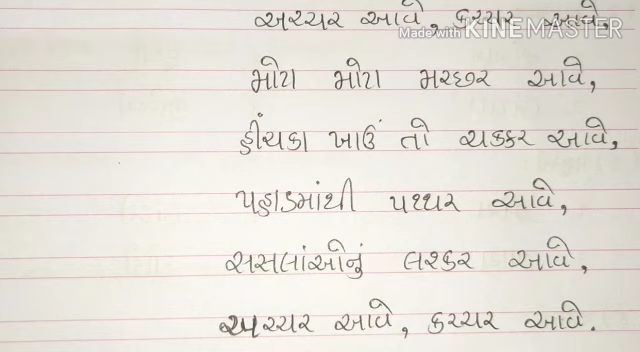 અચ્ચર આવે, કચ્ચર આવે,
Made with KINEMASTER
મોટા મોટા મચ્છર આવે,
હીંચકા ખાઉં તો ચક્કર આવે,
પહાડમાંથી પથ્થર આવે,
સસલાંઓનું લશ્કર આવે,
અચ્ચર આવે, કચ્ચર આવે.